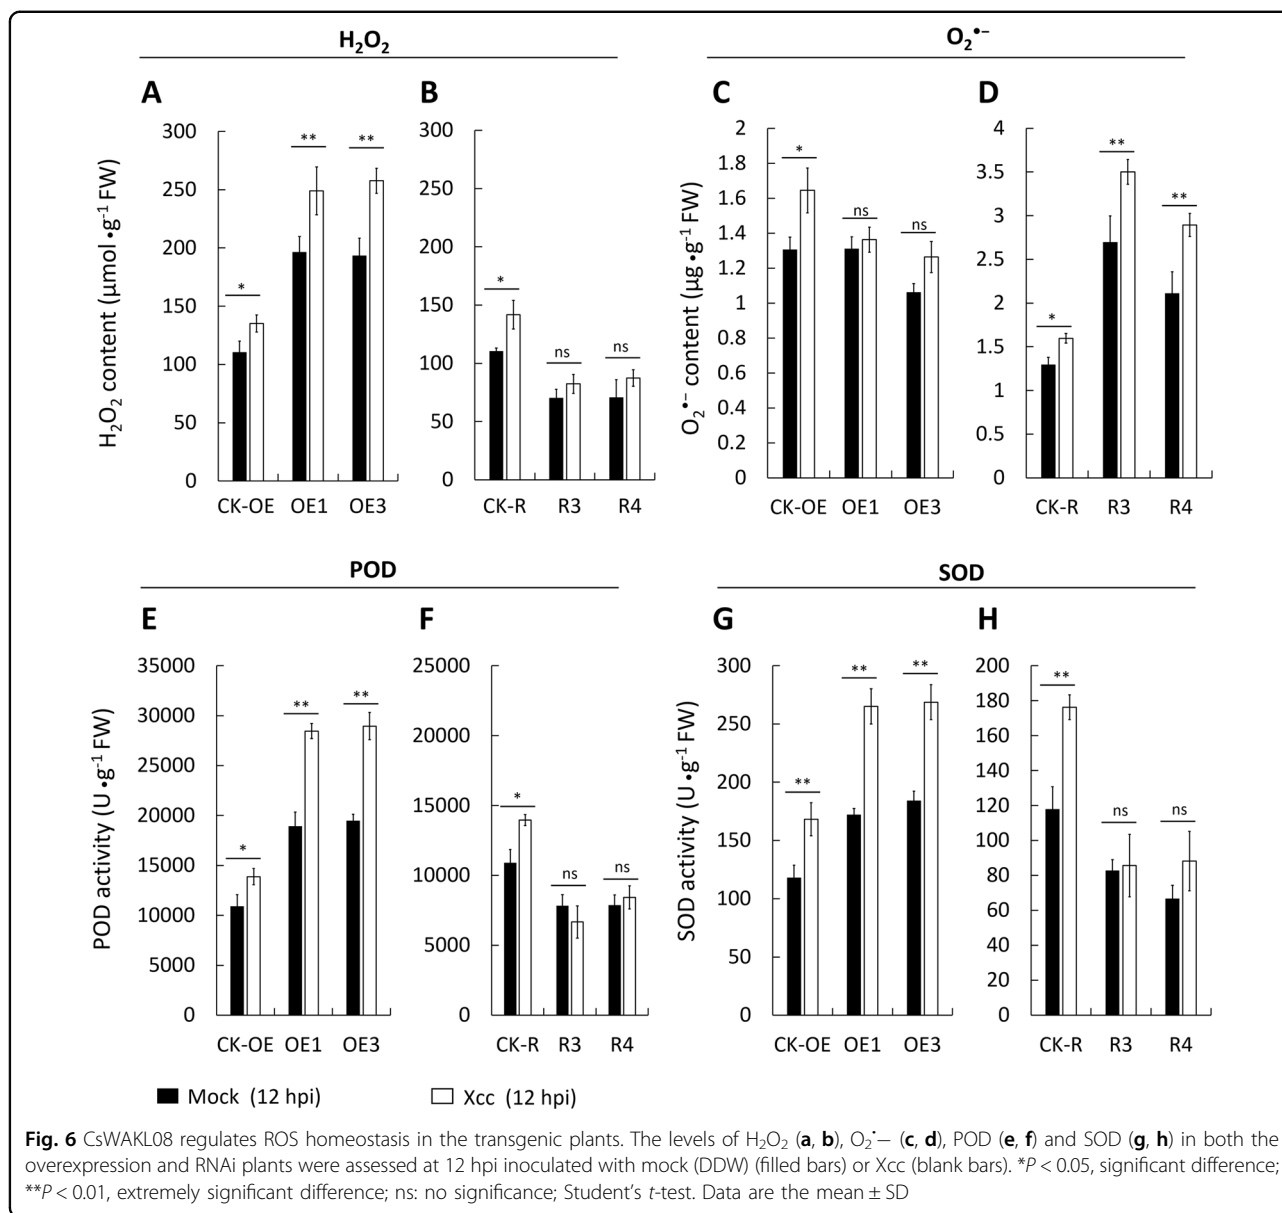 H₂O₂
O₂•−
A
B
C
D
H₂O₂ content (μmol •g⁻¹ FW)
300
250
200
150
100
50
0
*
**
**
CK-OE OE1 OE3
300
250
200
150
100
50
0
*
ns
ns
CK-R R3 R4
O₂•− content (μg •g⁻¹ FW)
2
1.8
1.6
1.4
1.2
1
0.8
0.6
0.4
0.2
0
*
ns
ns
CK-OE OE1 OE3
4
3.5
3
2.5
2
1.5
1
0.5
0
*
**
**
CK-R R3 R4
POD
SOD
E
F
G
H
POD activity (U •g⁻¹ FW)
35000
30000
25000
20000
15000
10000
5000
0
*
**
**
CK-OE OE1 OE3
25000
20000
15000
10000
5000
0
*
ns
ns
CK-R R3 R4
SOD activity (U •g⁻¹ FW)
300
250
200
150
100
50
0
**
**
**
CK-OE OE1 OE3
200
180
160
140
120
100
80
60
40
20
0
**
ns
ns
CK-R R3 R4
Mock (12 hpi) Xcc (12 hpi)
Fig. 6 CsWAKL08 regulates ROS homeostasis in the transgenic plants. The levels of H₂O₂ (a, b), O₂•− (c, d), POD (e, f) and SOD (g, h) in both the
overexpression and RNAi plants were assessed at 12 hpi inoculated with mock (DDW) (filled bars) or Xcc (blank bars). *P < 0.05, significant difference;
**P < 0.01, extremely significant difference; ns: no significance; Student's t-test. Data are the mean ± SD